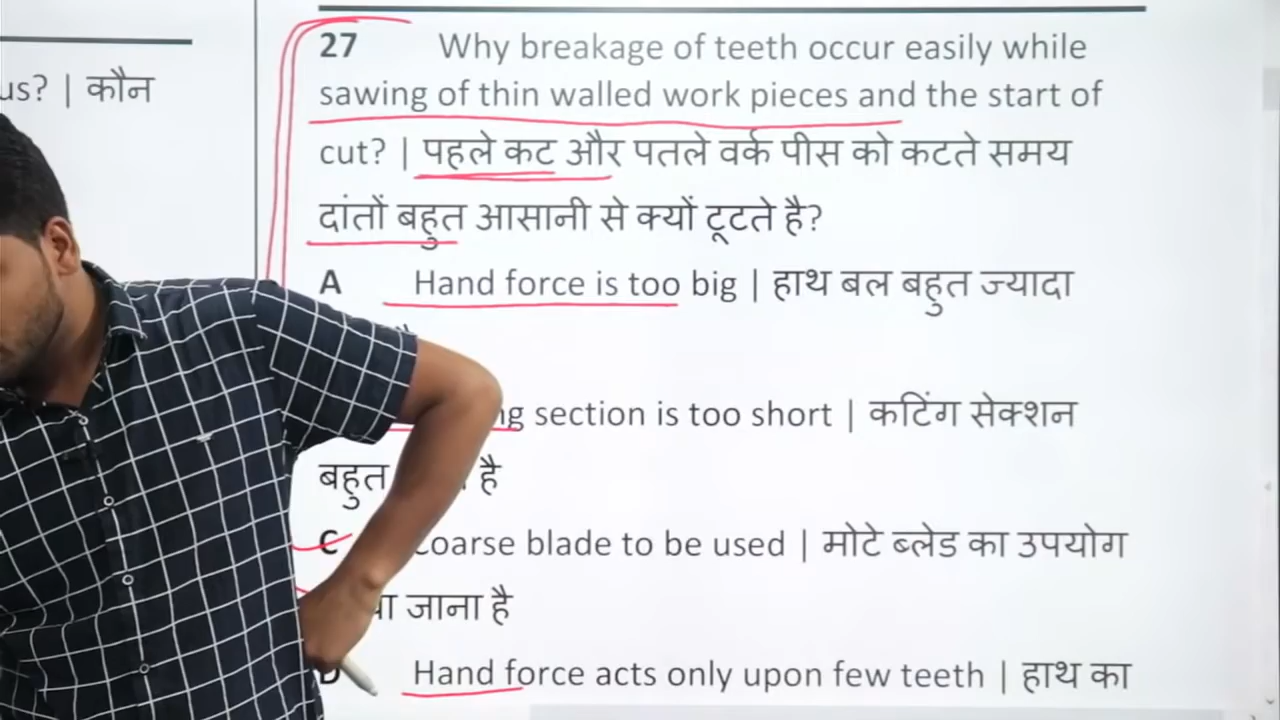 us? | कौन
27 Why breakage of teeth occur easily while
sawing of thin walled work pieces and the start of
cut? | पहले कट और पतले वर्क पीस को कटते समय
दांतों बहुत आसानी से क्यों टूटते है?
A Hand force is too big | हाथ बल बहुत ज्यादा
section is too short | कटिंग सेक्शन
बहुत है
C Coarse blade to be used | मोटे ब्लेड का उपयोग
जाना है
D Hand force acts only upon few teeth | हाथ का